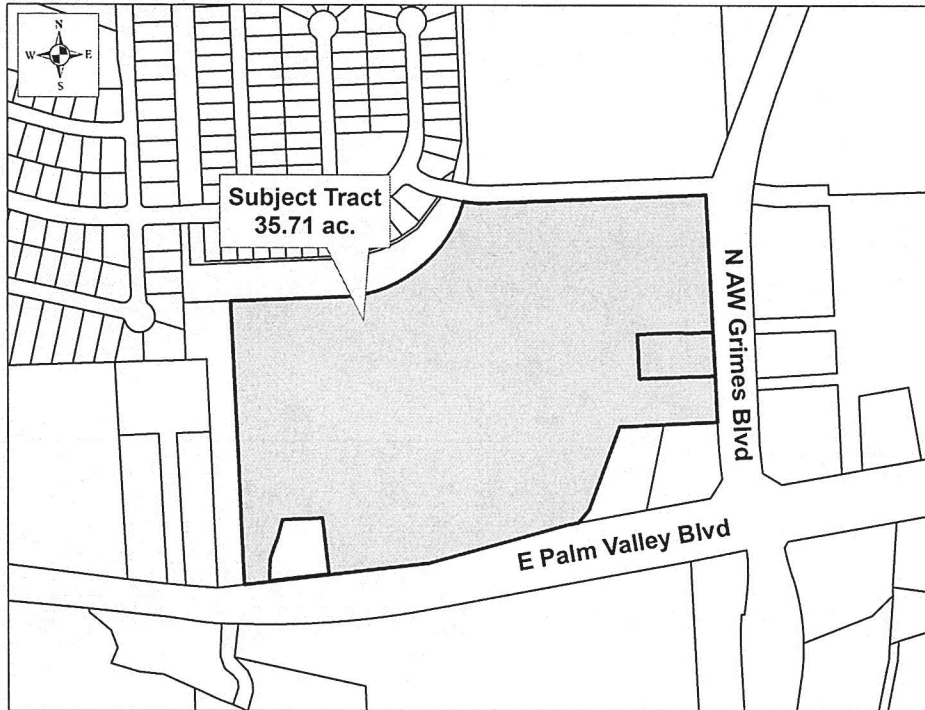 N
W E
S
Subject Tract
35.71 ac.
N AW Grimes Blvd
E Palm Valley Blvd